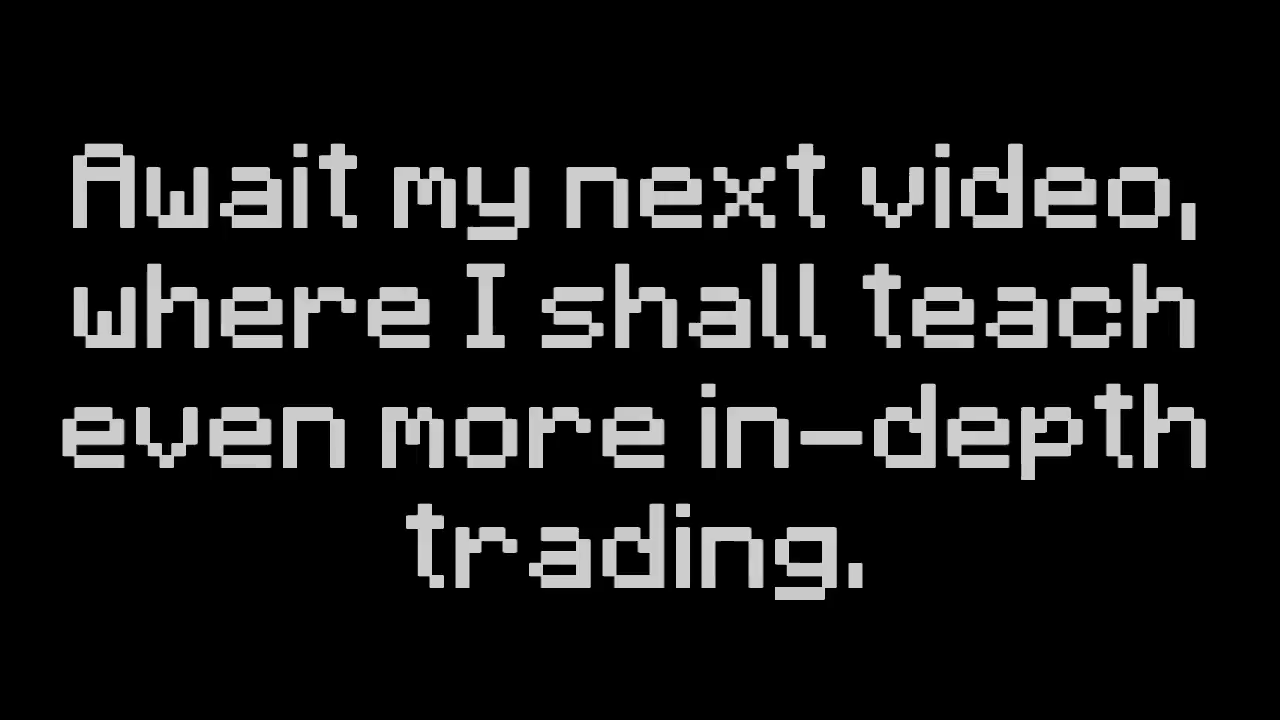 Await my next video,
where I shall teach
even more in-depth
trading.